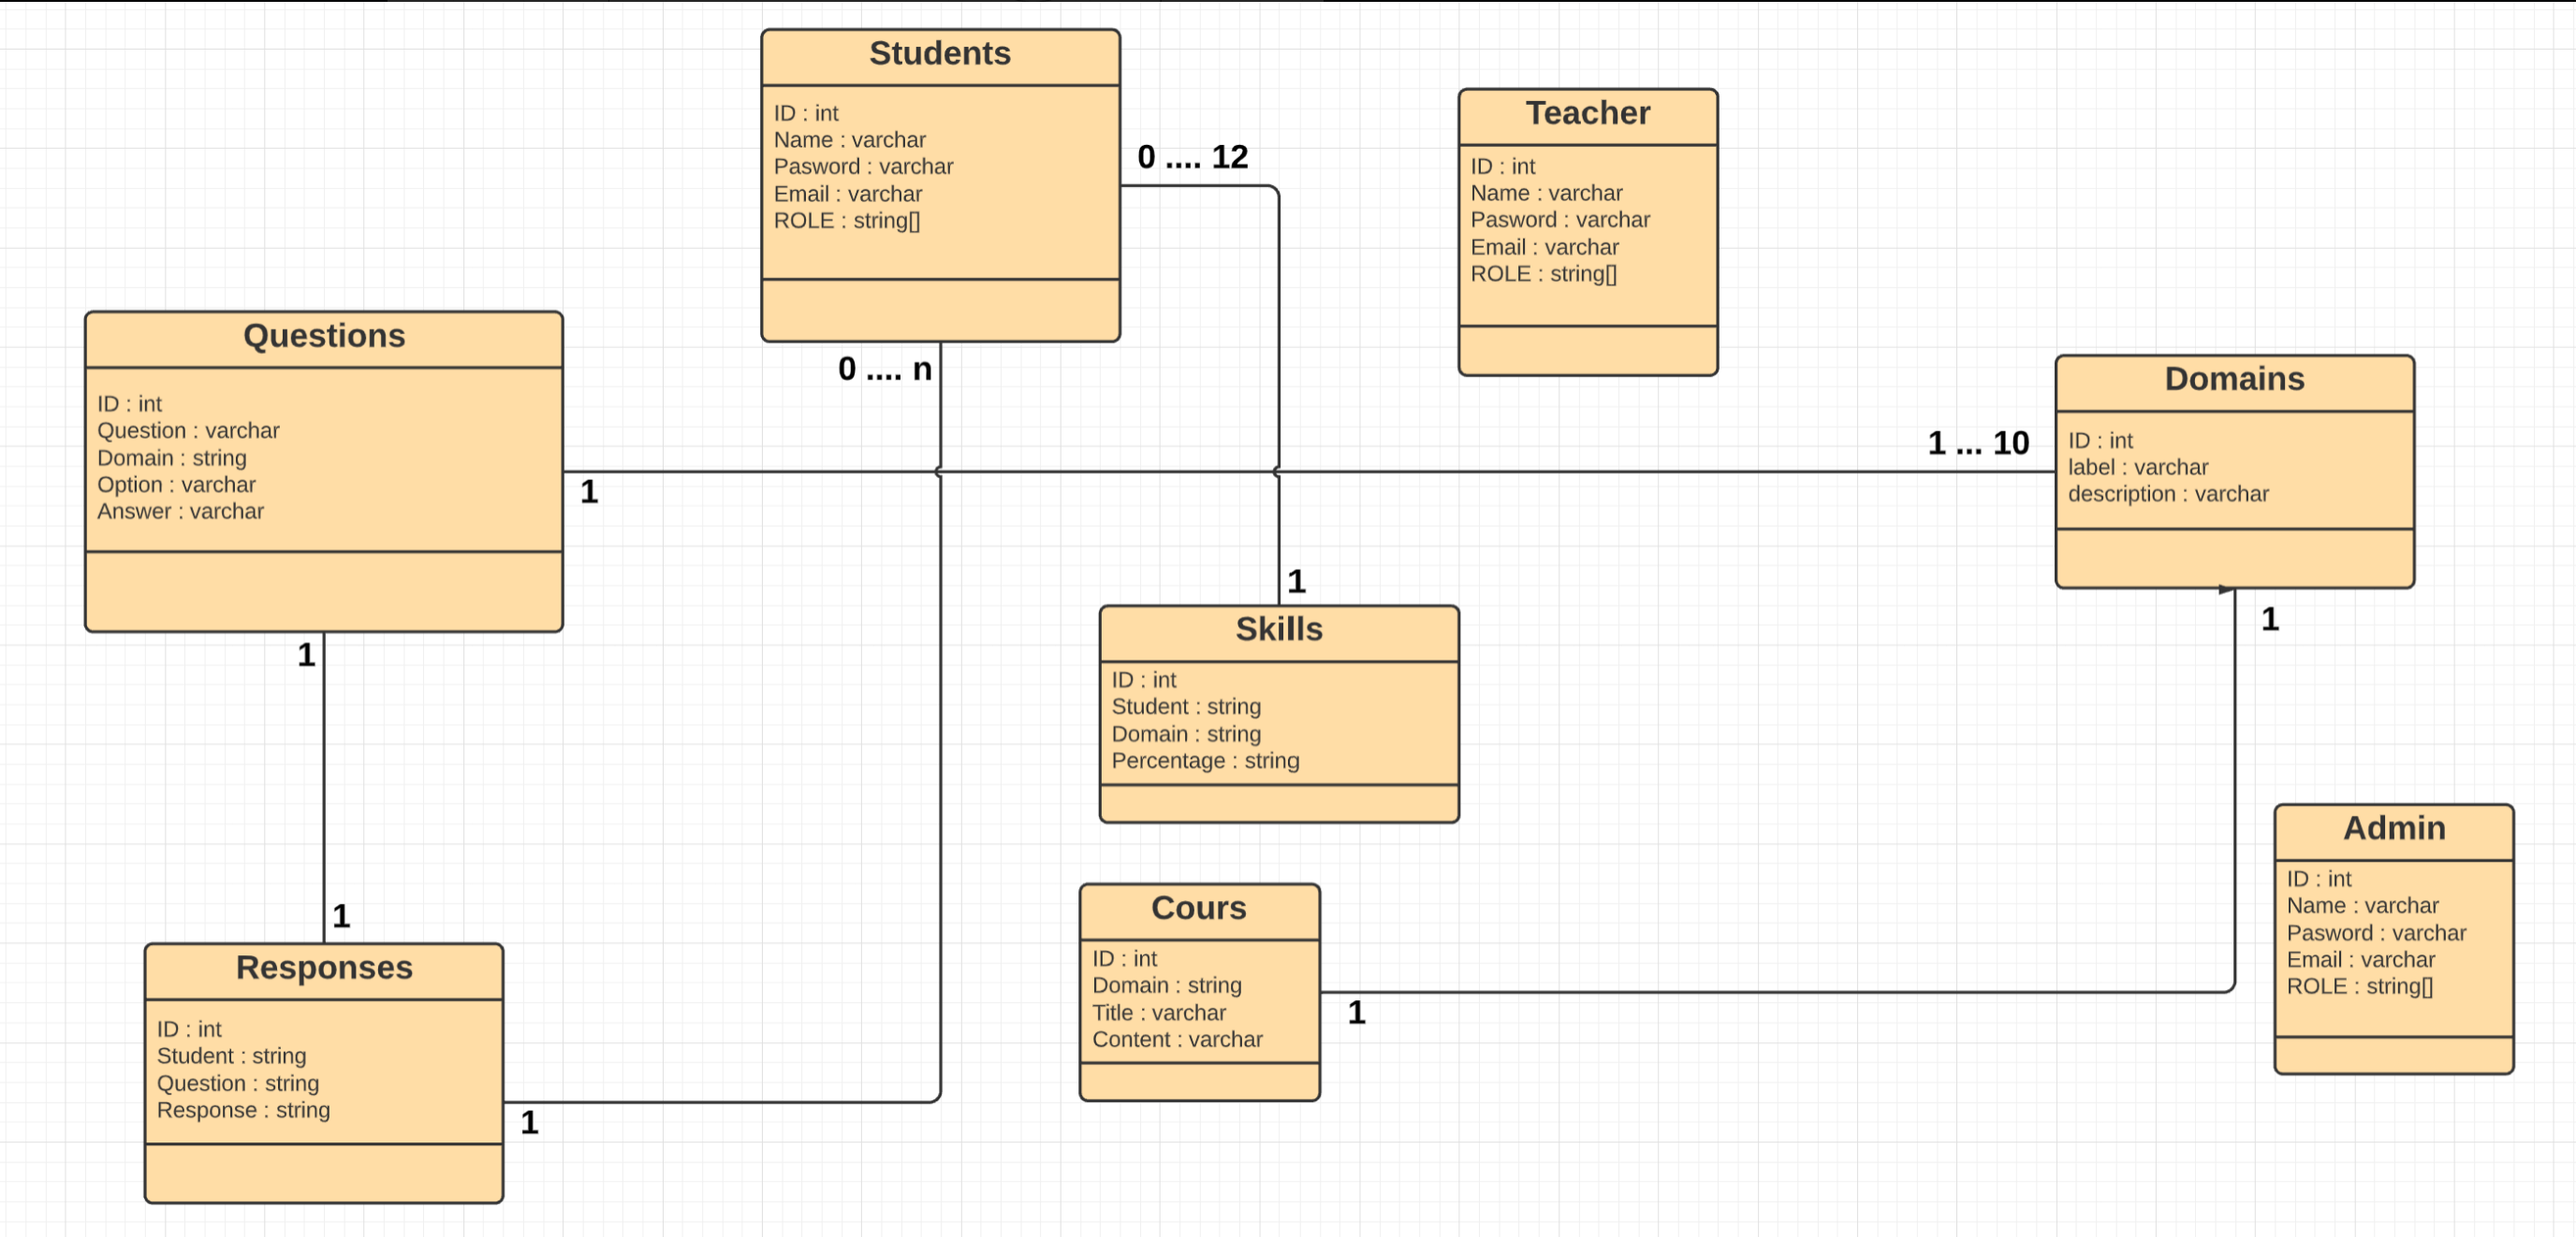 Students
ID : int
Name : varchar
Pasword : varchar
Email : varchar
ROLE : string[]
0 .... 12
0 .... n
Teacher
ID : int
Name : varchar
Pasword : varchar
Email : varchar
ROLE : string[]
Questions
ID : int
Question : varchar
Domain : string
Option : varchar
Answer : varchar
1
1
Domains
ID : int
label : varchar
description : varchar
1 ... 10
1
1
Skills
ID : int
Student : string
Domain : string
Percentage : string
1
Responses
ID : int
Student : string
Question : string
Response : string
1
Cours
ID : int
Domain : string
Title : varchar
Content : varchar
1
Admin
ID : int
Name : varchar
Pasword : varchar
Email : varchar
ROLE : string[]